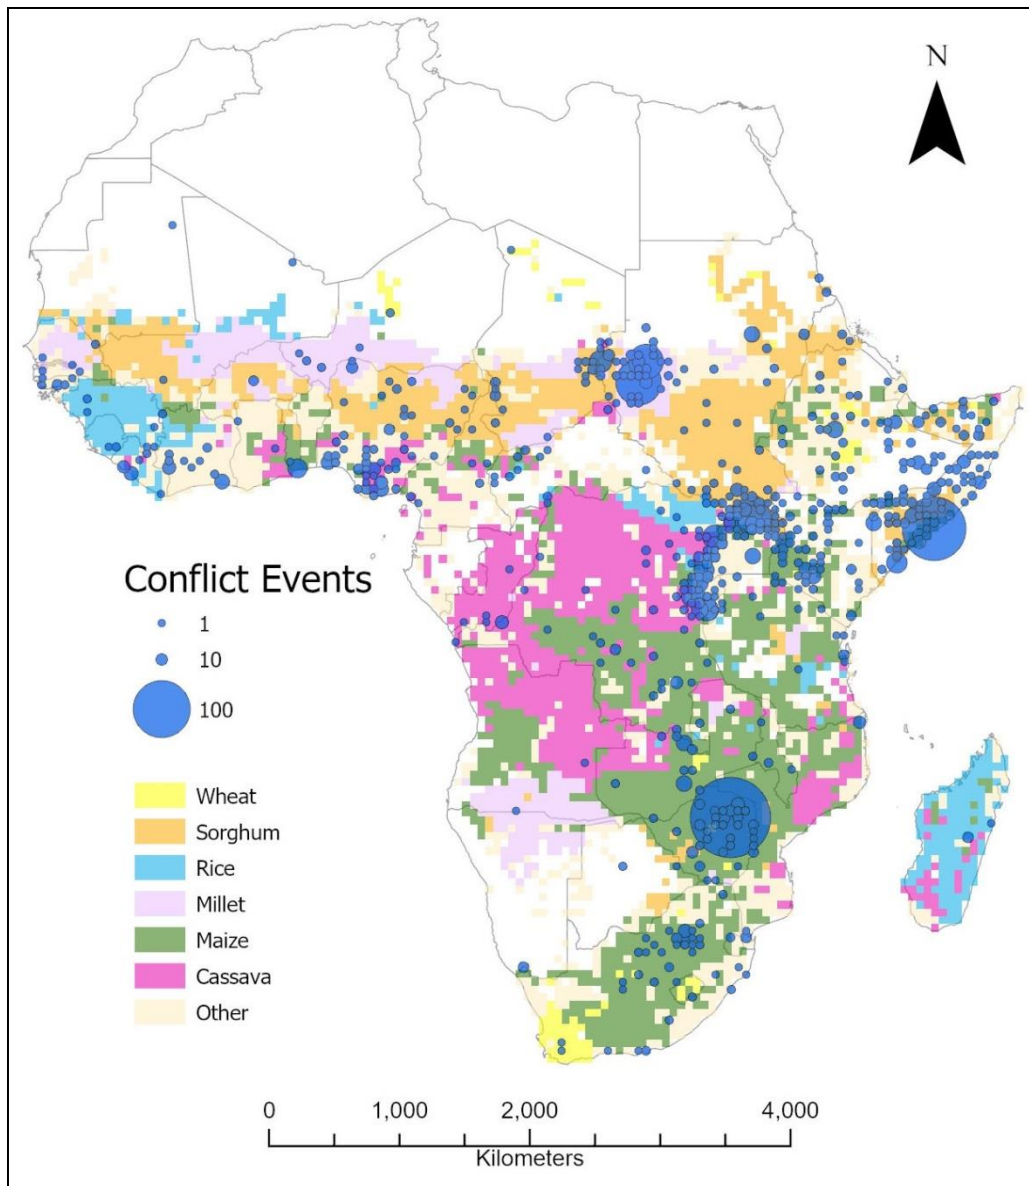 N
Conflict Events
1
10
100
Wheat
Sorghum
Rice
Millet
Maize
Cassava
Other
0 1,000 2,000 4,000
Kilometers